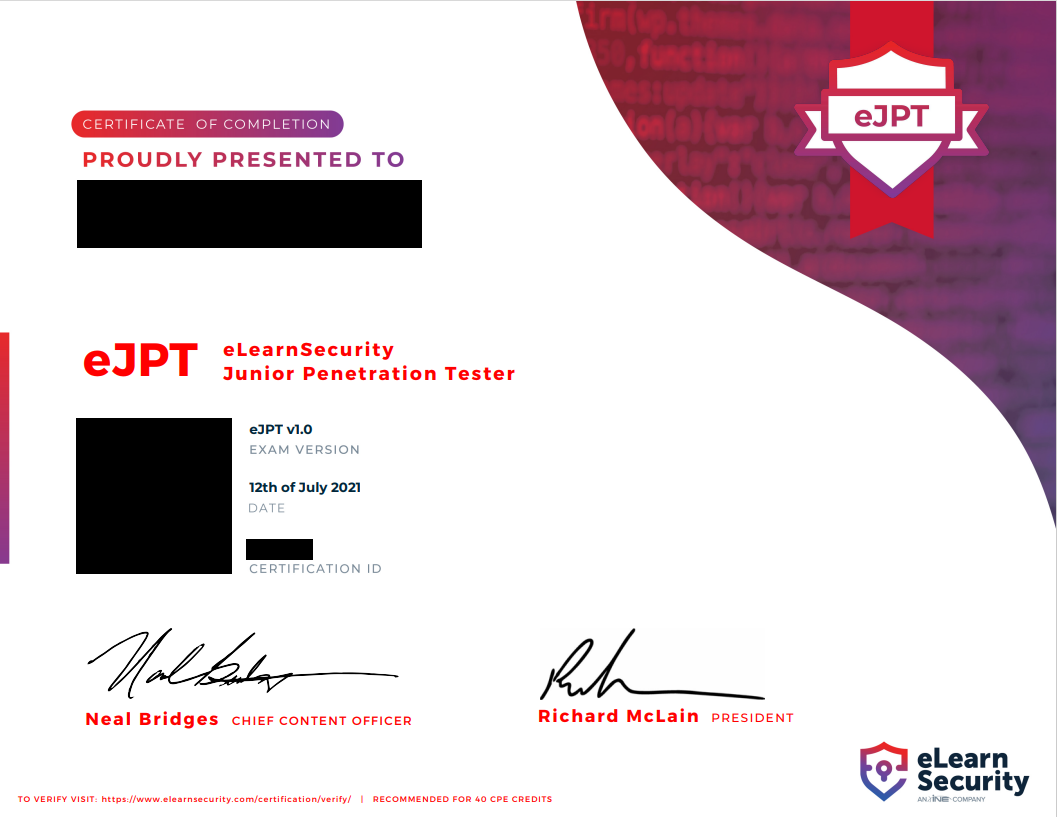 CERTIFICATE OF COMPLETION
PROUDLY PRESENTED TO
eJPT
eJPT
eLearnSecurity
Junior Penetration Tester
eJPT v1.0
EXAM VERSION
12th of July 2021
DATE
CERTIFICATION ID
Neal Bridges CHIEF CONTENT OFFICER
Richard McLain PRESIDENT
eLearn
Security
AN INE COMPANY
TO VERIFY VISIT: https://www.elearnsecurity.com/certification/verify/ | RECOMMENDED FOR 40 CPE CREDITS